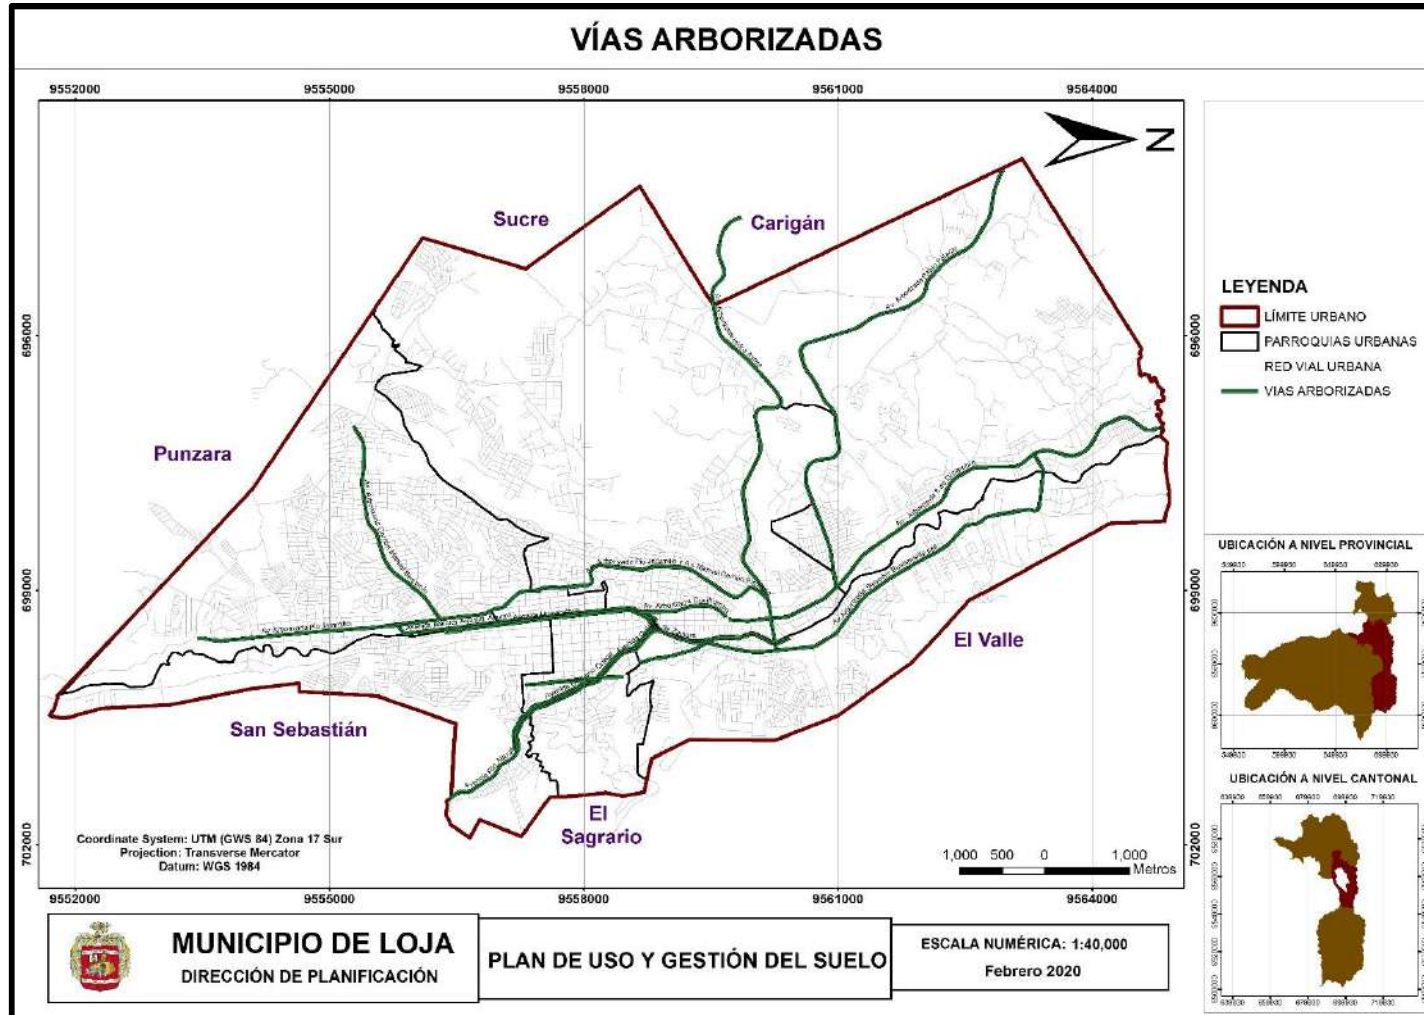 VÍAS ARBORIZADAS
9552000 9555000 9558000 9561000 9564000
N
Sucre
Carigán
696000
696000
Punzara
699000
699000
El Valle
San Sebastián
El
Sagrario
702000
702000
Coordinate System: UTM (GWS 84) Zona 17 Sur
Projection: Transverse Mercator
Datum: WGS 1984
1,000 500 0 1,000
Metros
9552000 9555000 9558000 9561000 9564000
LEYENDA
LÍMITE URBANO
PARROQUIAS URBANAS
RED VIAL URBANA
VIAS ARBORIZADAS
UBICACIÓN A NIVEL PROVINCIAL
UBICACIÓN A NIVEL CANTONAL
MUNICIPIO DE LOJA
DIRECCIÓN DE PLANIFICACIÓN
PLAN DE USO Y GESTIÓN DEL SUELO
ESCALA NUMÉRICA: 1:40,000
Febrero 2020